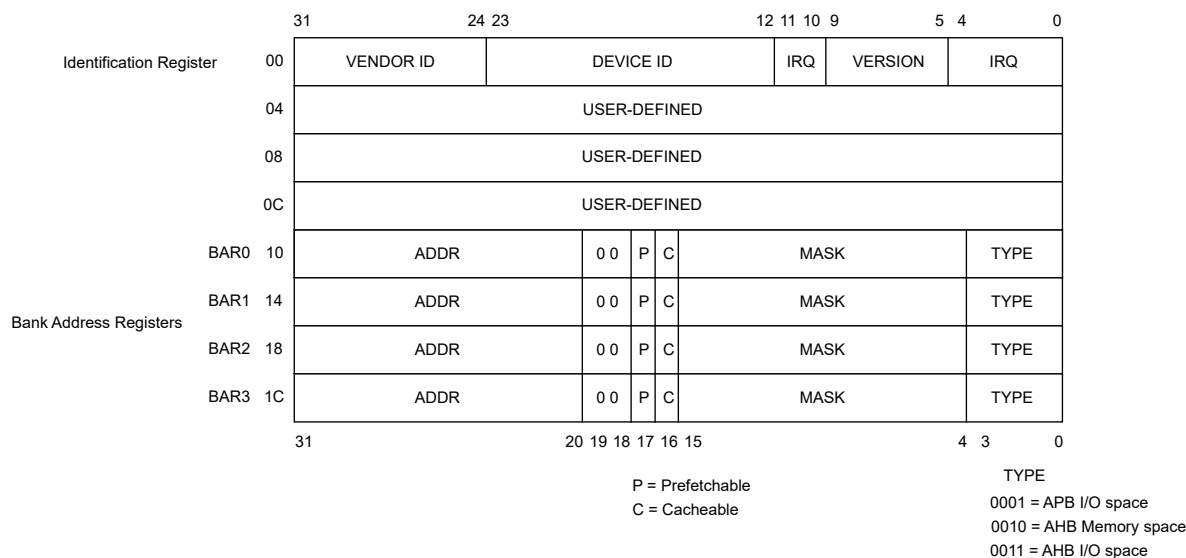 31 24 23 12 11 10 9 5 4 0
Identification Register 00 VENDOR ID DEVICE ID IRQ VERSION IRQ
04 USER-DEFINED
08 USER-DEFINED
0C USER-DEFINED
BAR0 10 ADDR 0 0 P C MASK TYPE
BAR1 14 ADDR 0 0 P C MASK TYPE
Bank Address Registers
BAR2 18 ADDR 0 0 P C MASK TYPE
BAR3 1C ADDR 0 0 P C MASK TYPE
31 20 19 18 17 16 15 4 3 0
P = Prefetchable
C = Cacheable
TYPE
0001 = APB I/O space
0010 = AHB Memory space
0011 = AHB I/O space